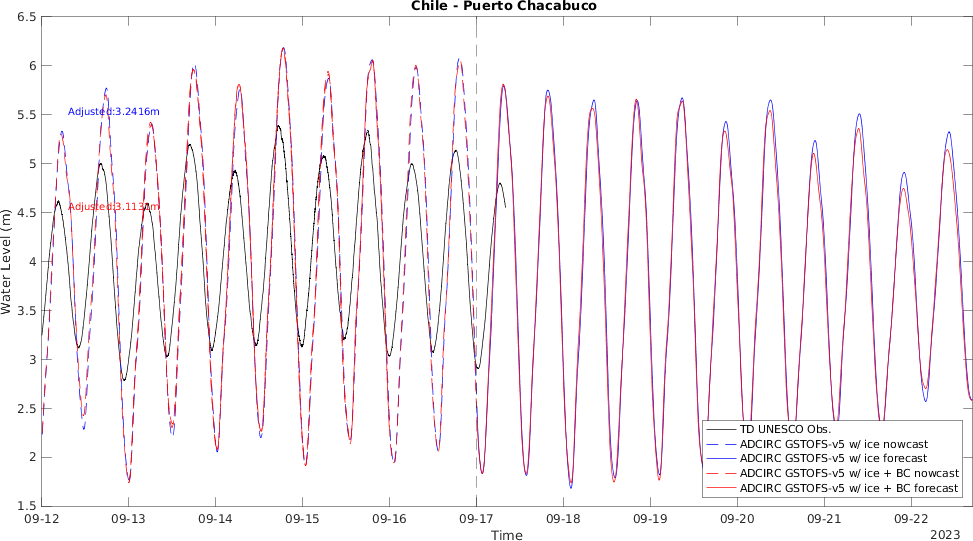 Chile - Puerto Chacabuco
6.5
6
5.5
5
4.5
4
3.5
3
2.5
2
1.5
Water Level (m)
Adjusted:3.2416m
TD UNESCO Obs.
ADCIRC GSTOFS-v5 w/ ice nowcast
ADCIRC GSTOFS-v5 w/ ice forecast
ADCIRC GSTOFS-v5 w/ ice + BC nowcast
ADCIRC GSTOFS-v5 w/ ice + BC forecast
09-12
09-13
09-14
09-15
09-16
09-17
09-18
09-19
09-20
09-21
09-22
Time
2023